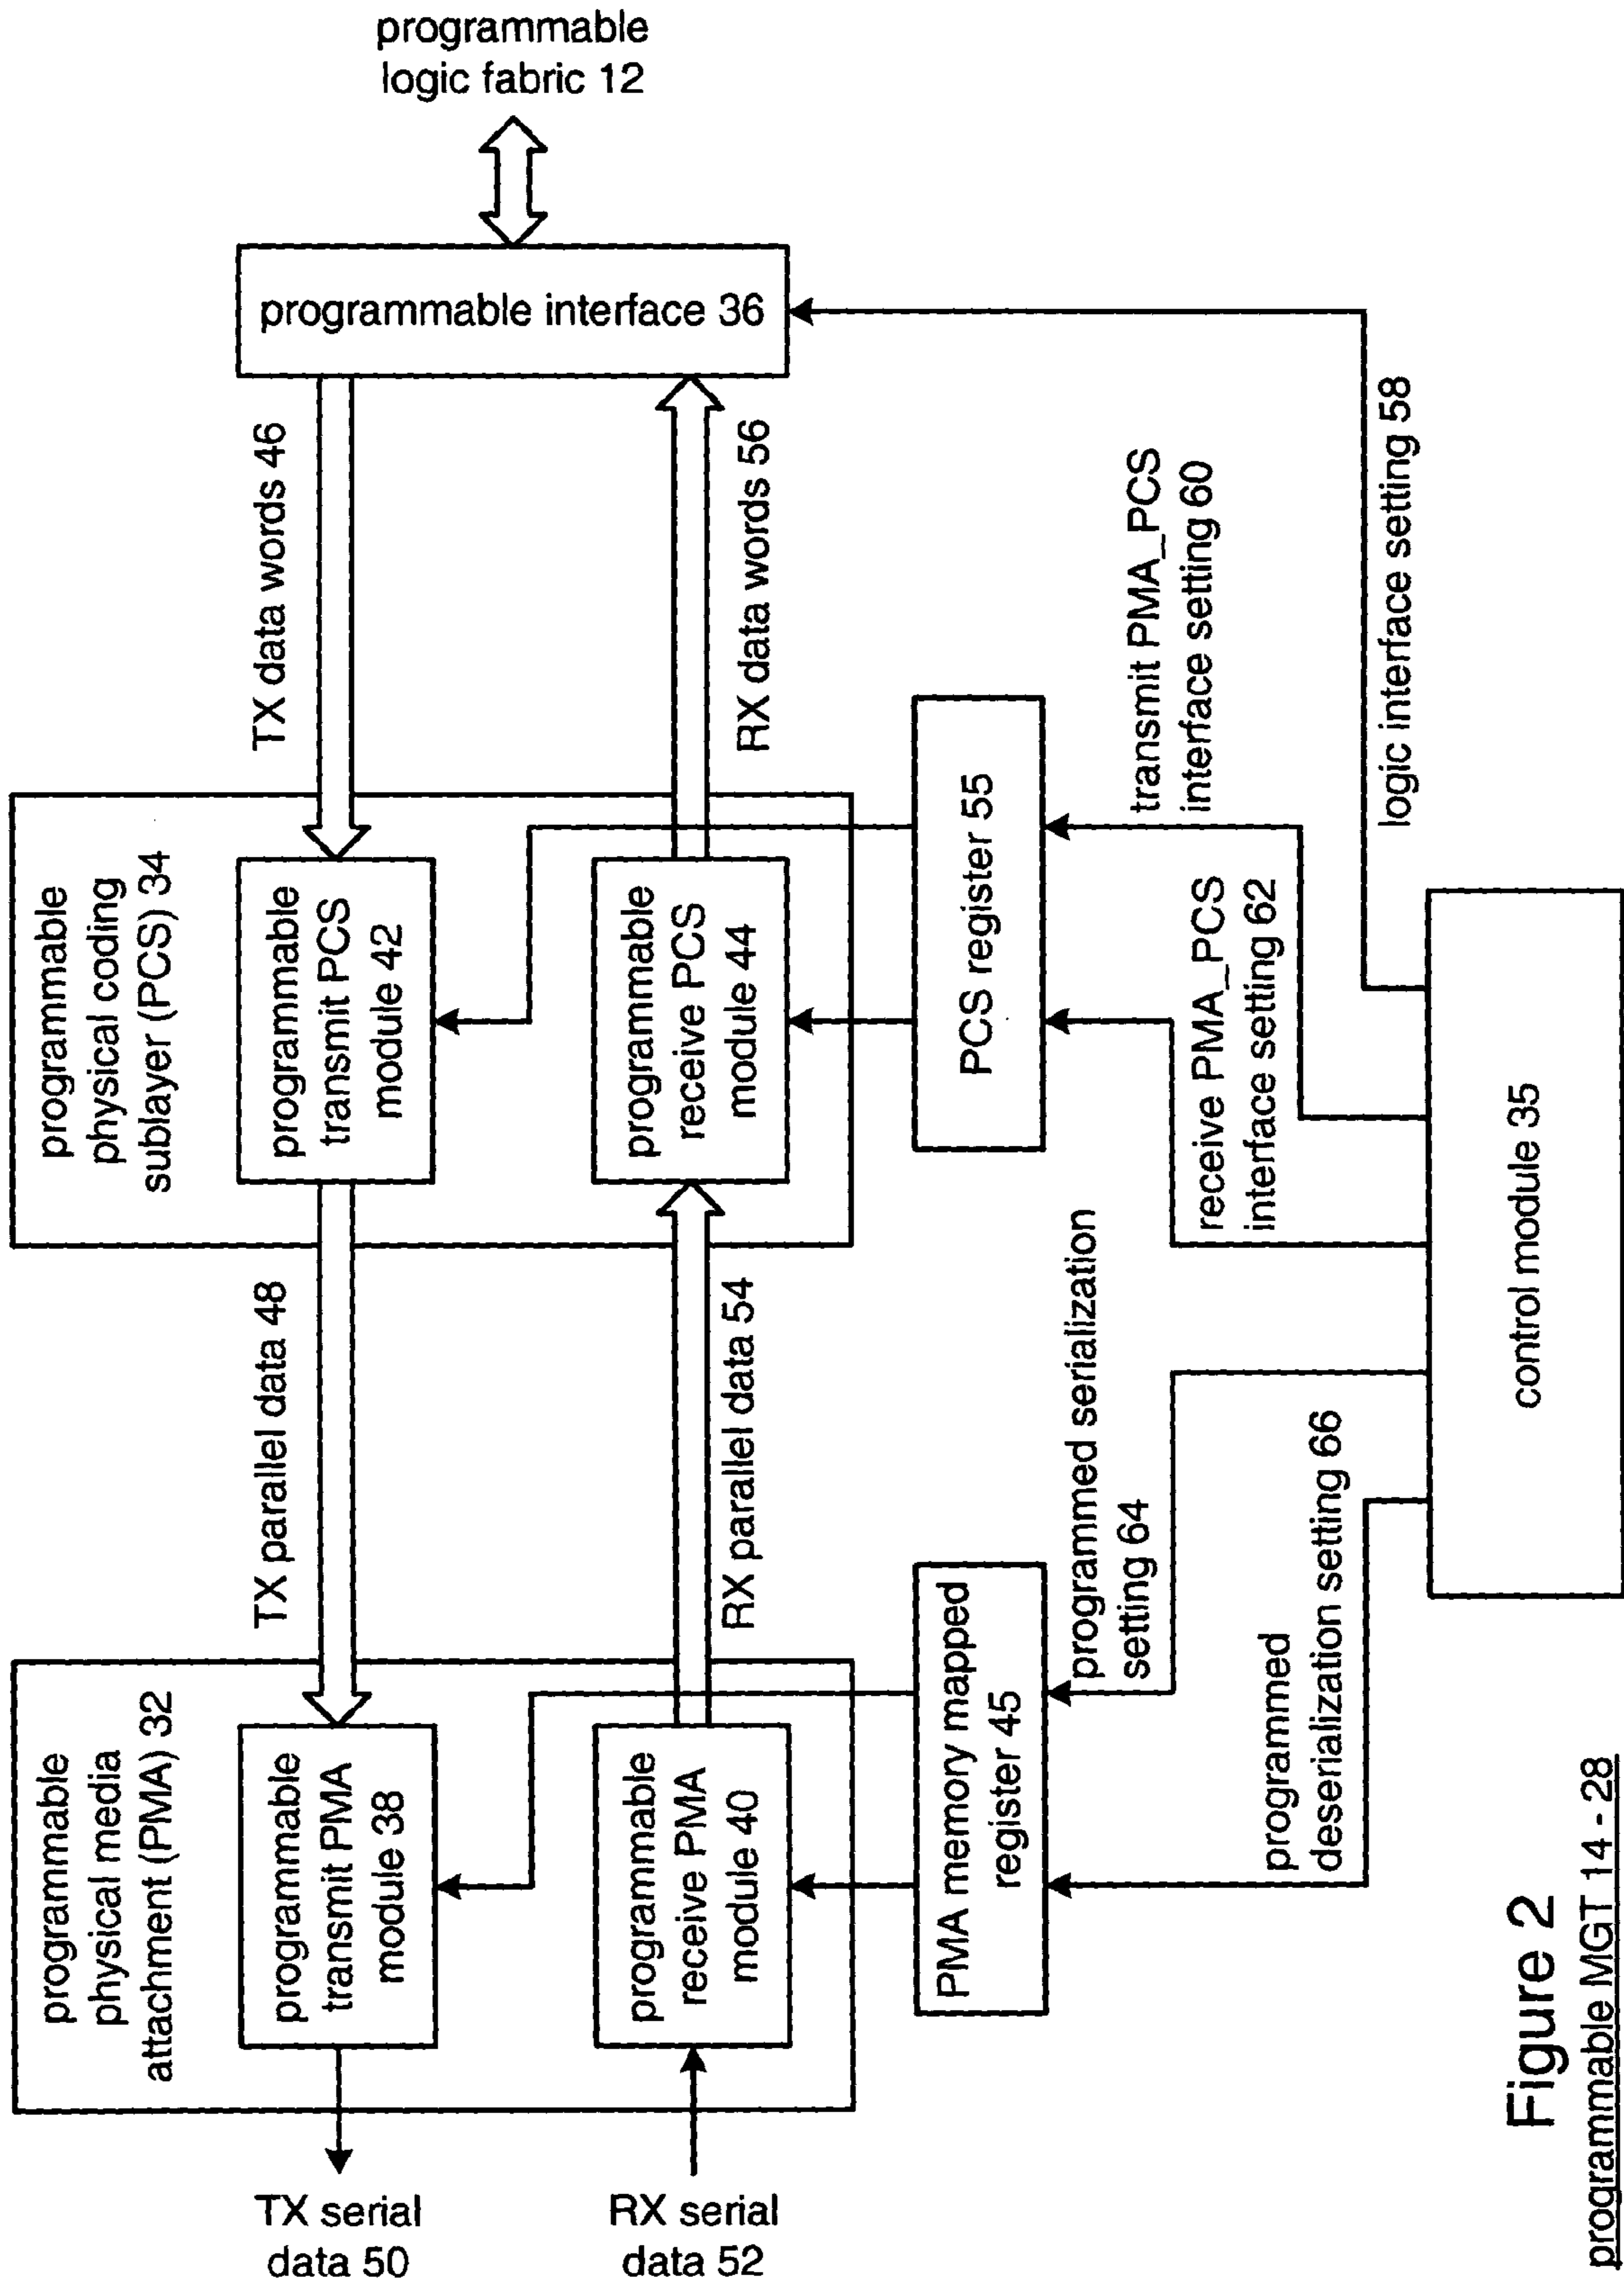 programmable
logic fabric 12
programmable interface 36
TX data words 46
RX data words 56
programmable
physical coding
sublayer (PCS) 34
programmable
transmit PCS
module 42
programmable
receive PCS
module 44
PCS register 55
transmit PMA_PCS
interface setting 60
receive PMA_PCS
interface setting 62
logic interface setting 58
TX parallel data 48
RX parallel data 54
programmable
physical media
attachment (PMA) 32
programmable
transmit PMA
module 38
programmable
receive PMA
module 40
PMA memory mapped
register 45
programmed serialization
setting 64
programmed
deserialization setting 66
control module 35
TX serial
data 50
RX serial
data 52
Figure 2
programmable MGT 14 - 28